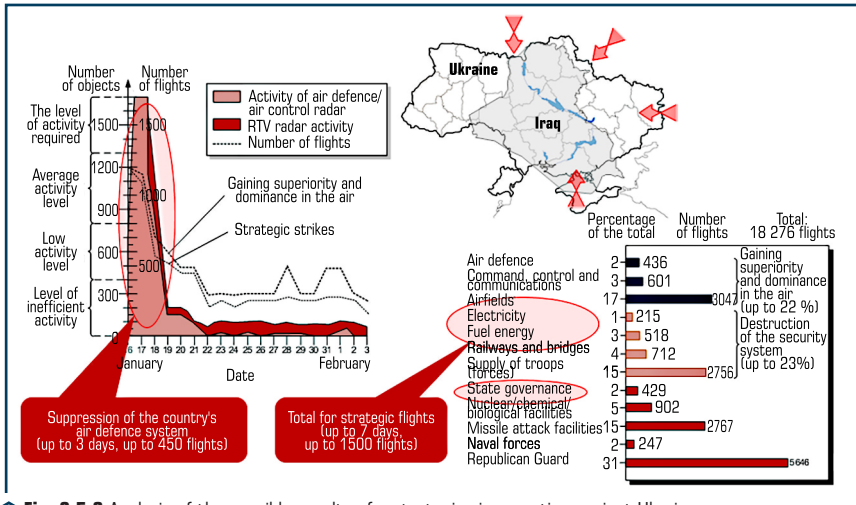 Number
of objects
Number
of flights
The level
of activity
required
Average
activity
level
Low
activity
level
Level of
inefficient
activity
1500
1200
900
600
300
0
1500
1000
500
Activity of air defence/
air control radar
RTV radar activity
Number of flights
Gaining superiority and
dominance in the air
Strategic strikes
16 17 18 19 20 21 22 23 28 29 30 31 1 2 3
January
February
Date
Suppression of the country's
air defence system
(up to 3 days, up to 450 flights)
Total for strategic flights
(up to 7 days,
up to 1500 flights)
Ukraine
Iraq
Percentage
of the total
Number
of flights
Total:
18 276 flights
Air defence 2 436
Command, control and
communications 3 601
Airfields 17 3047
Electricity 1 215
Fuel energy 3 518
Railways and bridges 4 712
Supply of troops
(forces) 15 2756
State governance 2 429
Nuclear/chemical/
biological facilities 5 902
Missile attack facilities 15 2767
Naval forces 2 247
Republican Guard 31 5646
Gaining
superiority
and dominance
in the air
(up to 22 %)
Destruction
of the security
system
(up to 23%)